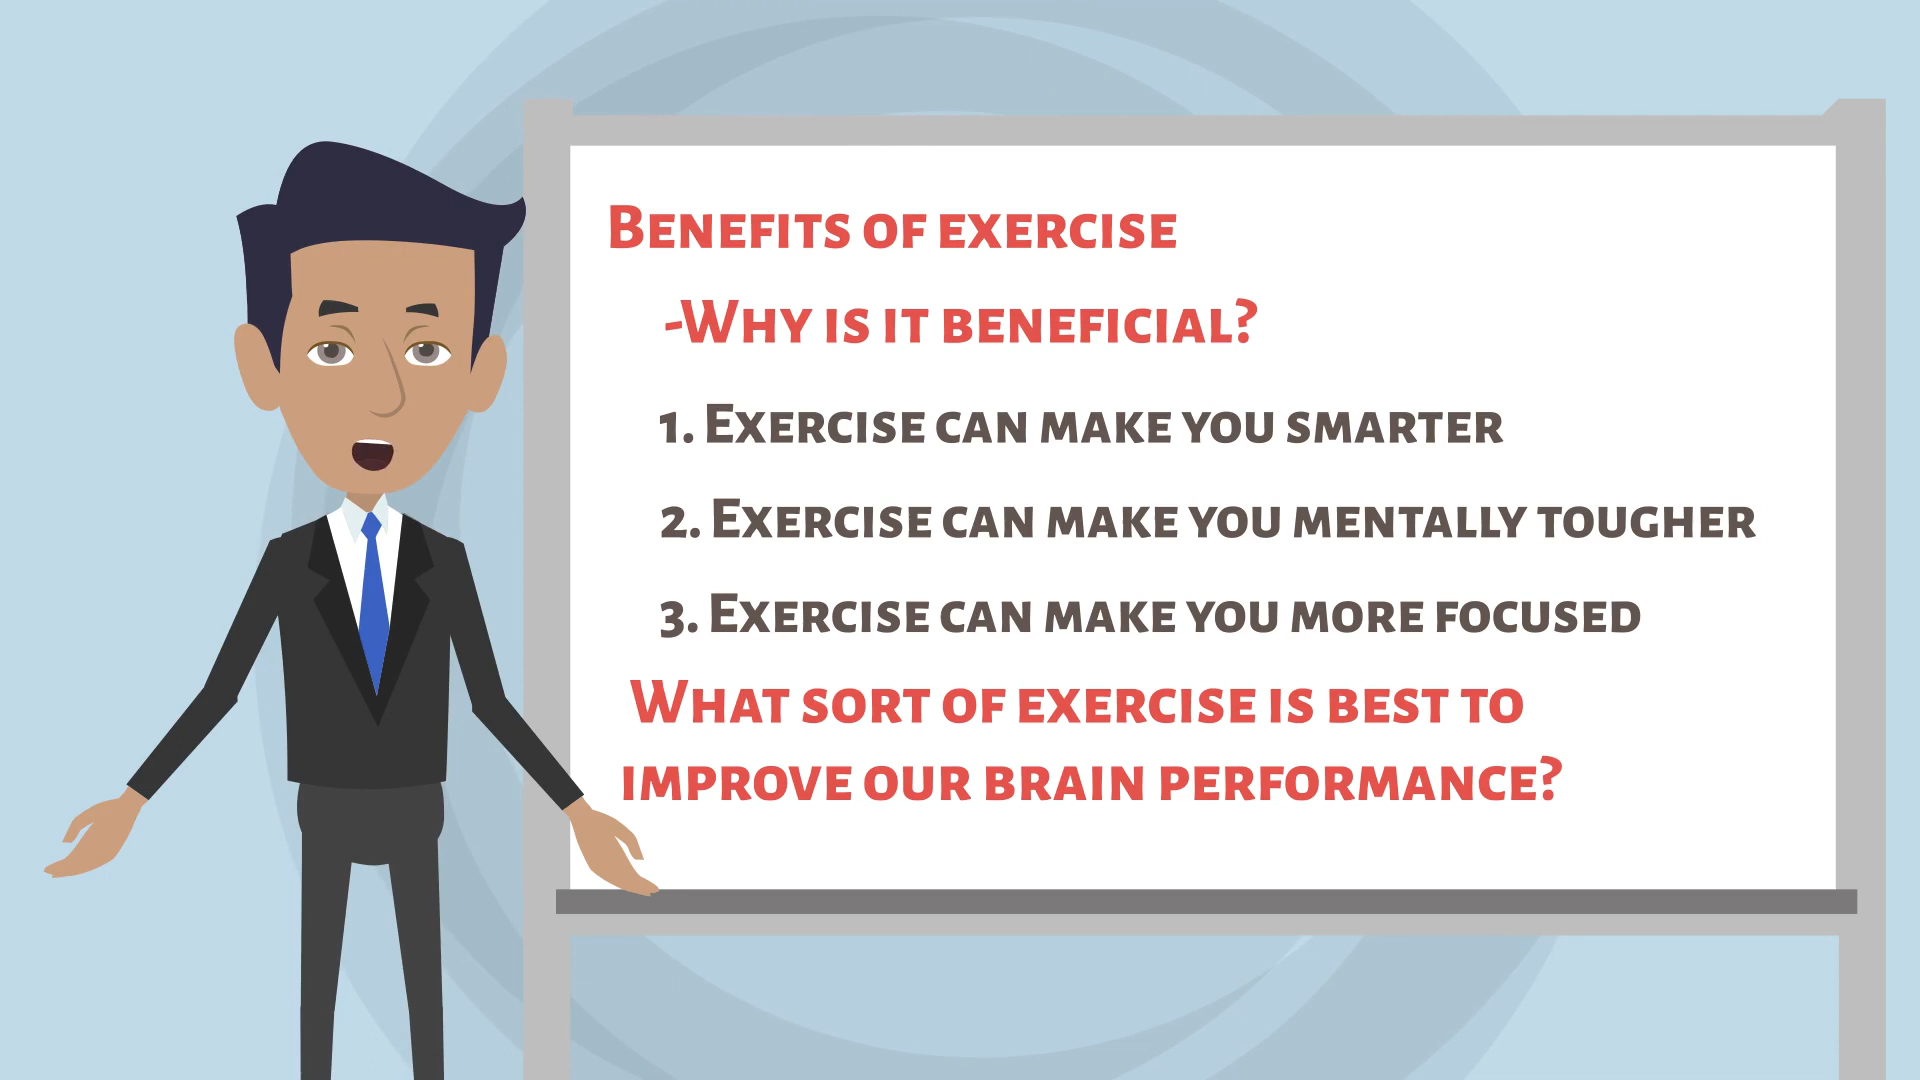 Benefits of exercise
-Why is it beneficial?
1. Exercise can make you smarter
2. Exercise can make you mentally tougher
3. Exercise can make you more focused
What sort of exercise is best to
improve our brain performance?